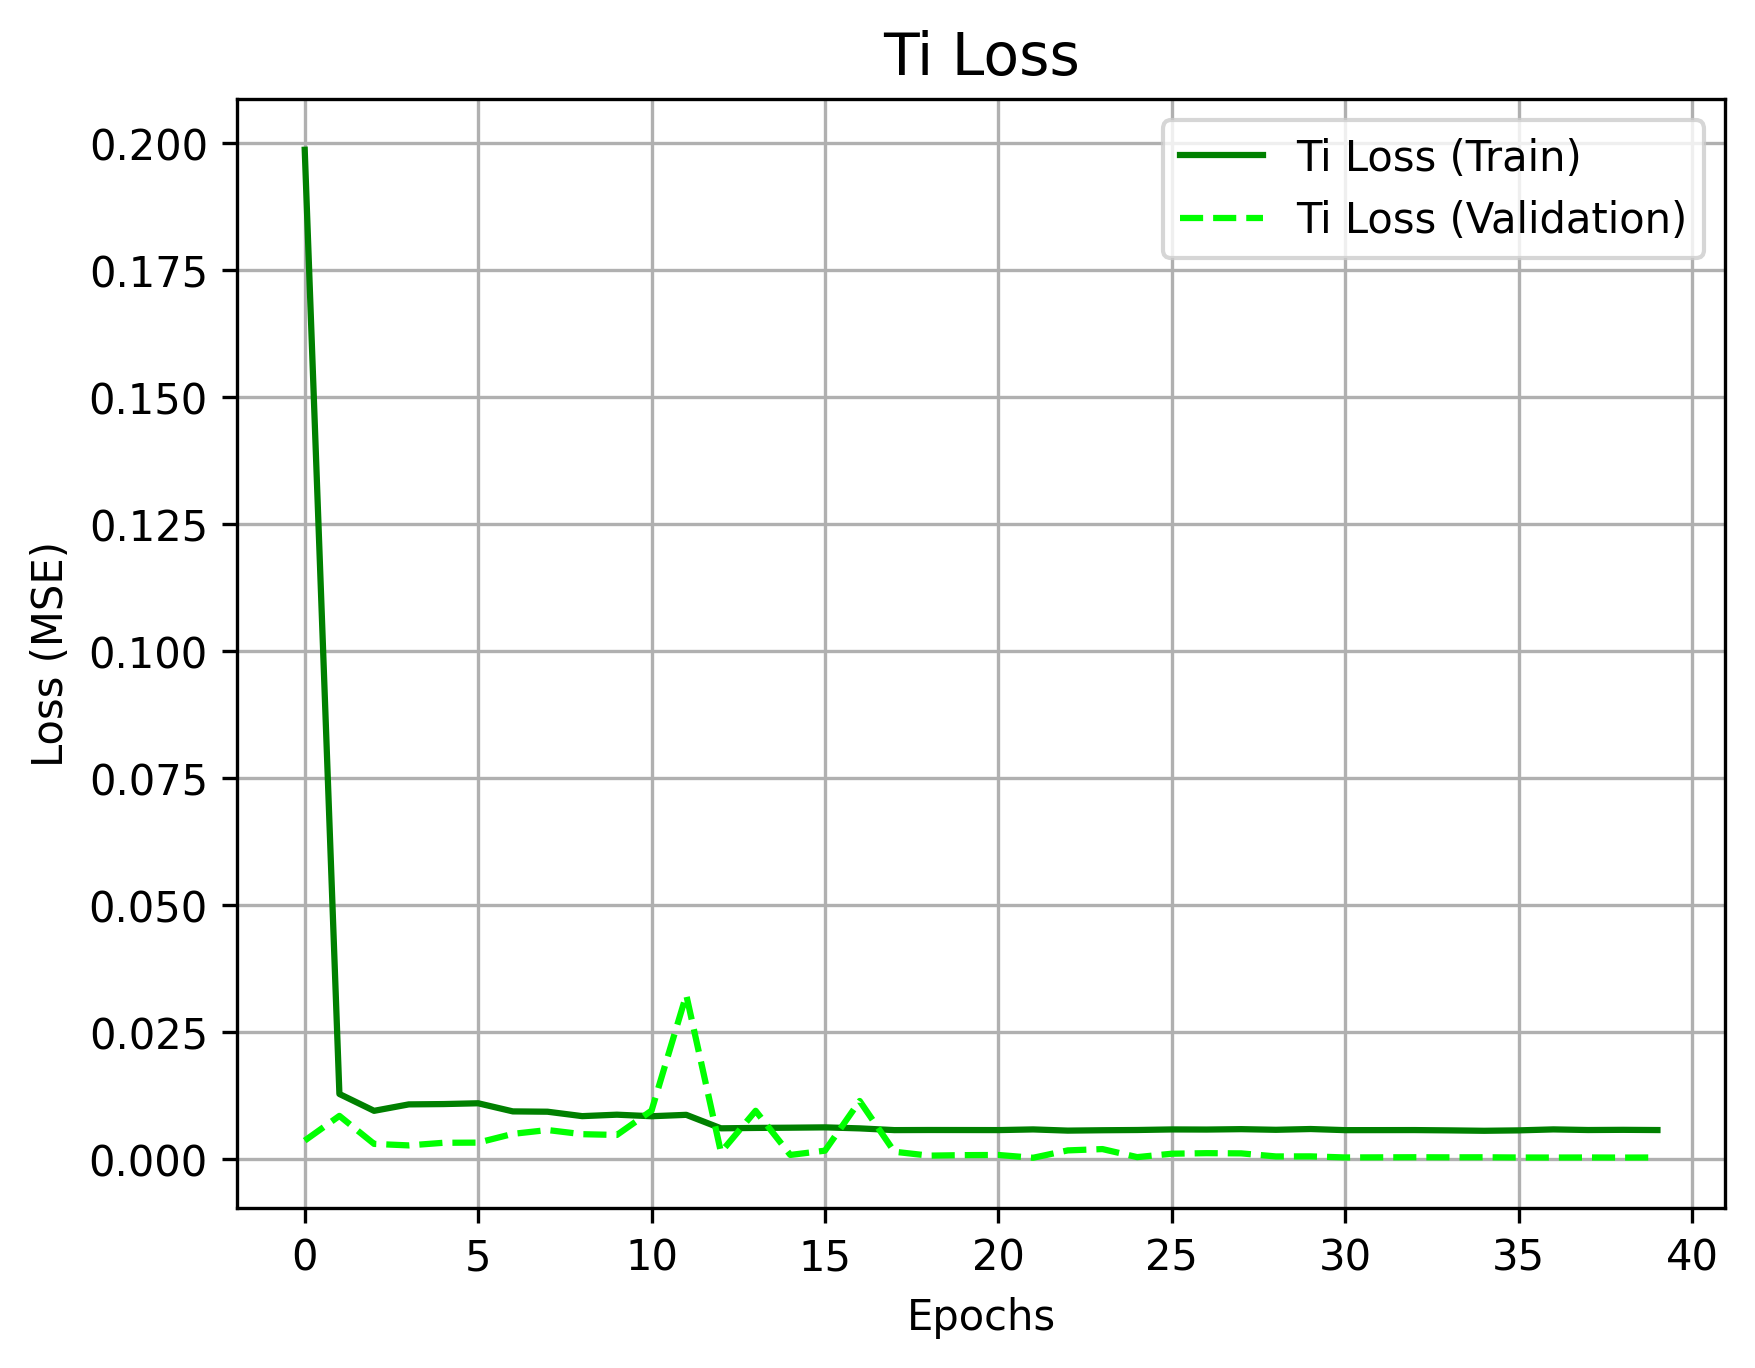 Ti Loss
Ti Loss (Train)
Ti Loss (Validation)
Loss (MSE)
0.200
0.175
0.150
0.125
0.100
0.075
0.050
0.025
0.000
0 5 10 15 20 25 30 35 40
Epochs